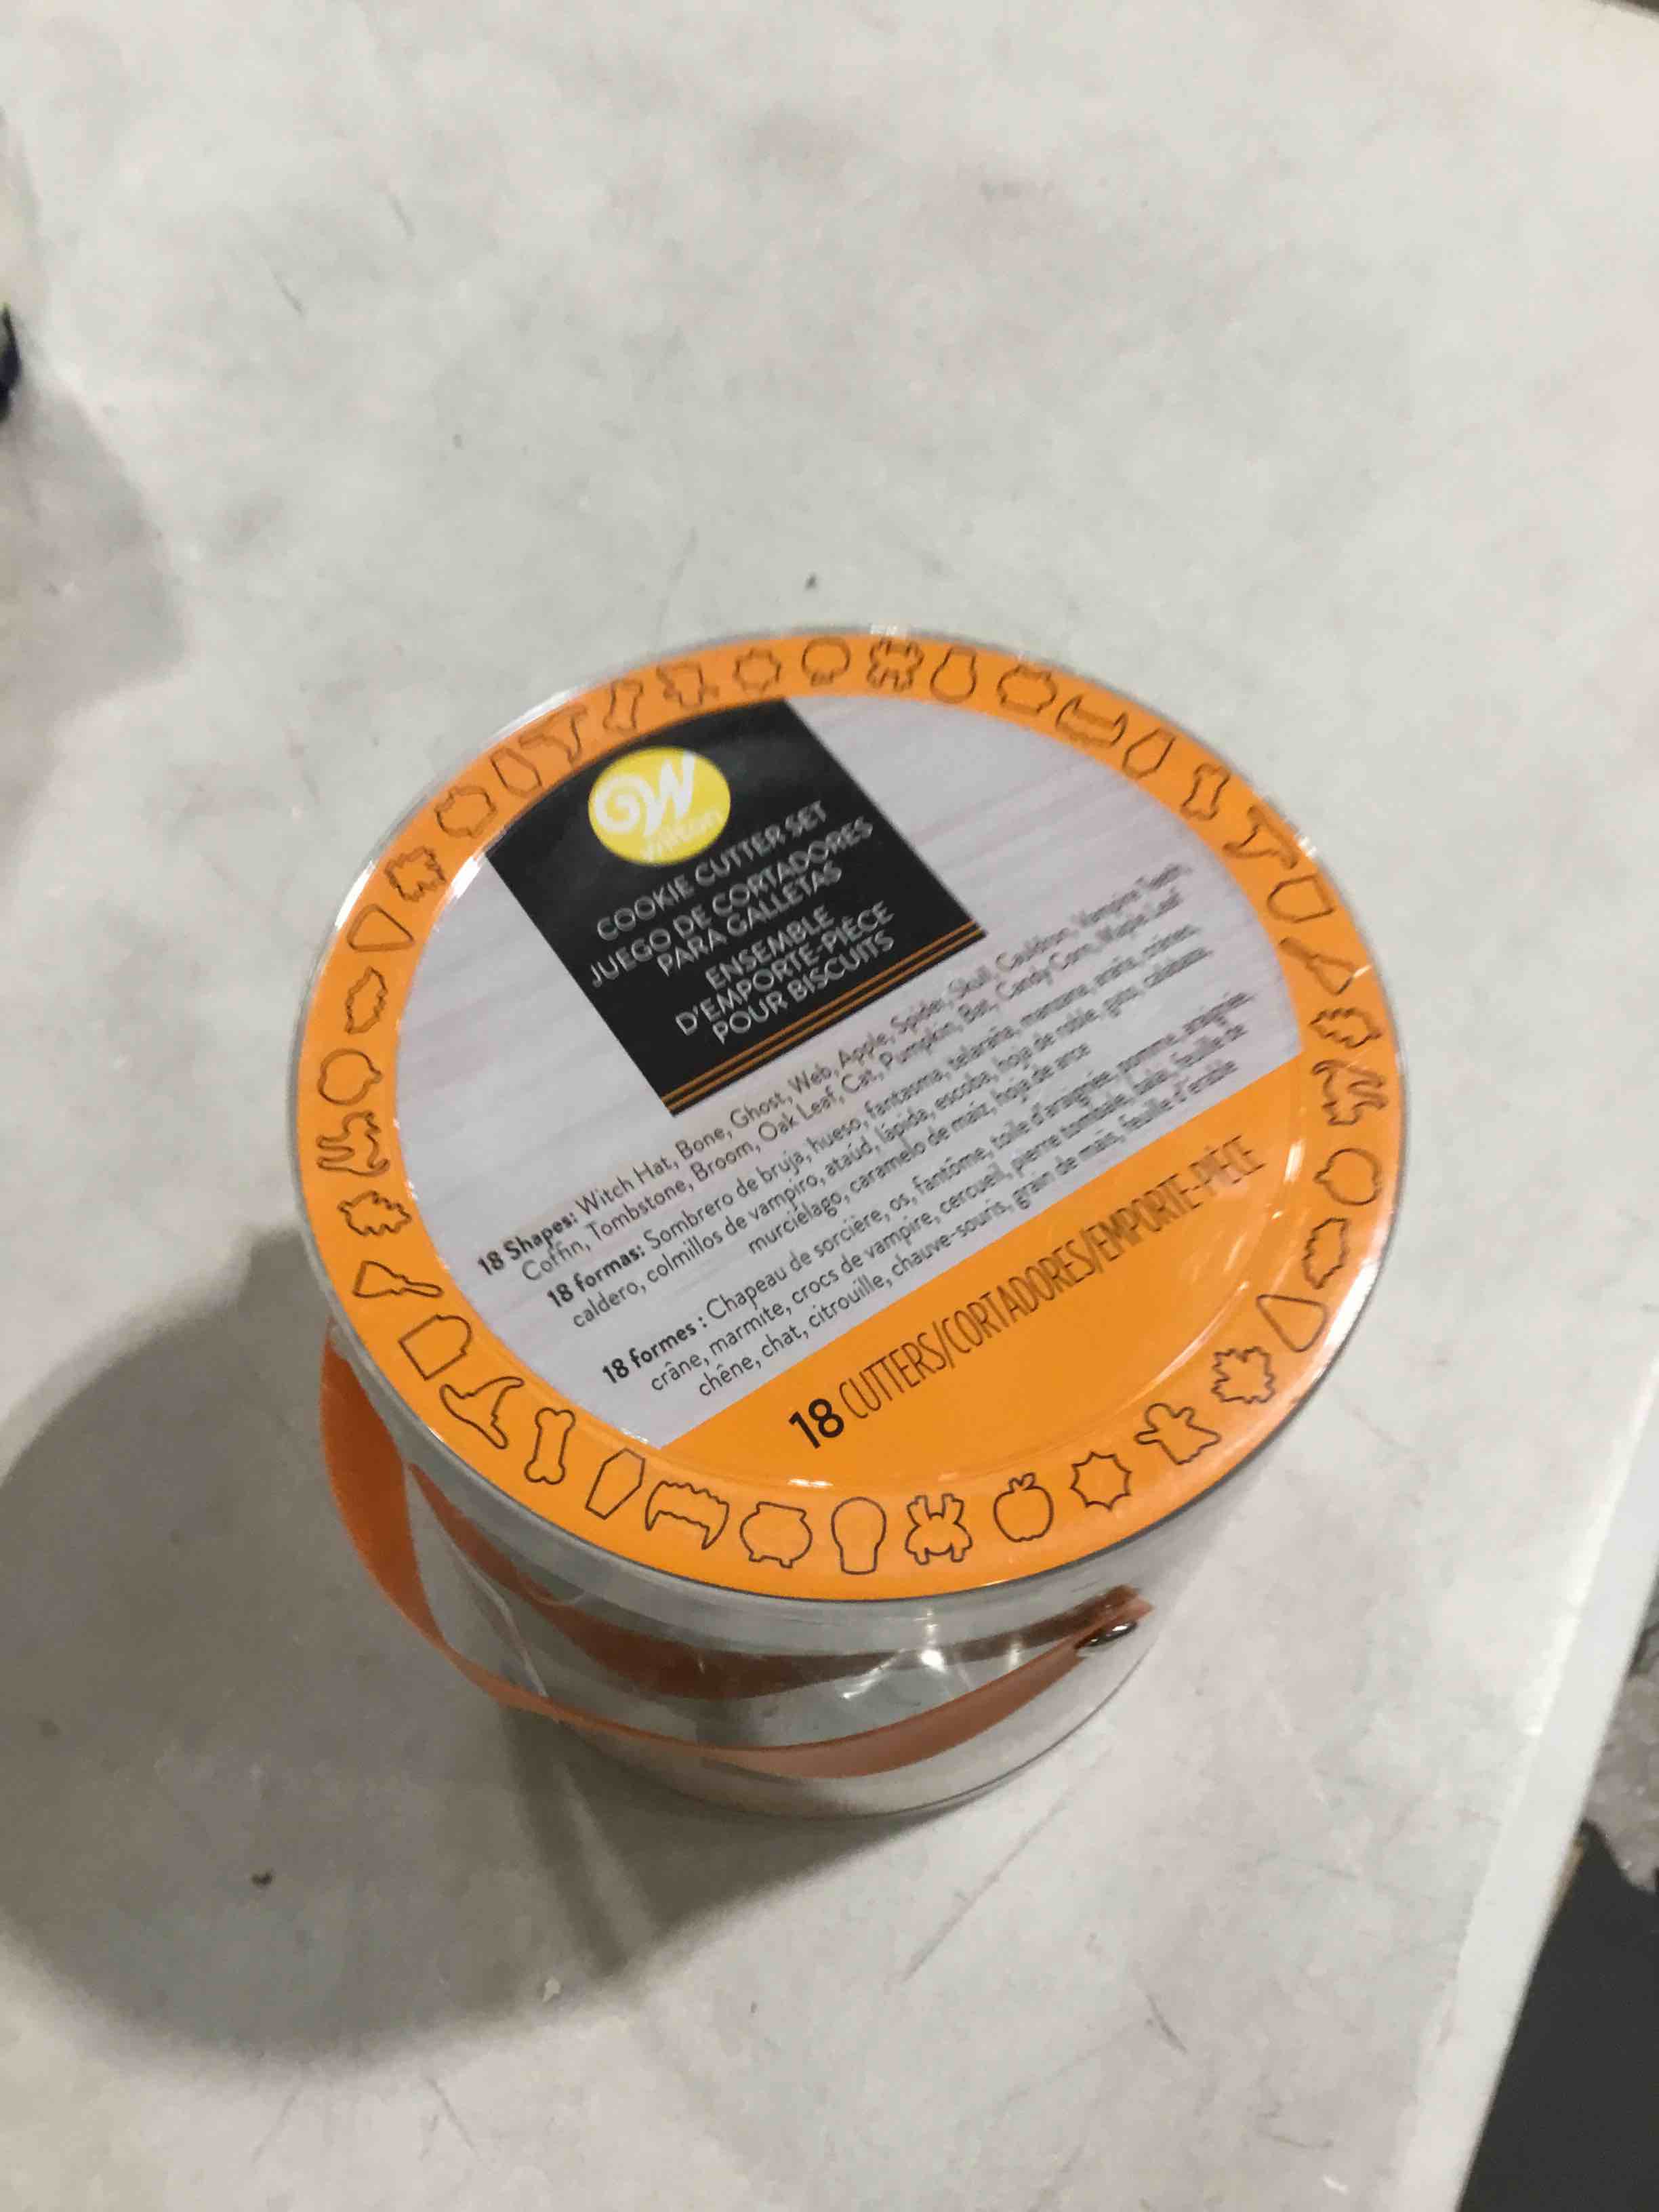 W
wilton
COOKIE CUTTER SET
JUEGO DE CORTADORES
PARA GALLETAS
ENSEMBLE
D'EMPORTE-PIÈCE
POUR BISCUITS
18 Shapes: Witch Hat, Bone, Ghost, Web, Apple, Spider, Skull, Cauldron, Vampire Teeth,
Coffin, Tombstone, Broom, Oak Leaf, Cat, Pumpkin, Bat, Candy Corn, Maple Leaf
18 formas: Sombrero de bruja, hueso, fantasma, telaraña, manzana, araña, cráneo,
caldero, colmillos de vampiro, ataúd, lápida, escoba, hoja de roble, gato, calabaza,
murciélago, caramelo de maíz, hoja de arce
18 formes : Chapeau de sorcière, os, fantôme, toile d'araignée, pomme, araignée,
crâne, marmite, crocs de vampire, cercueil, pierre tombale, balai, feuille de
chêne, chat, citrouille, chauve-souris, grain de maïs, feuille d'érable
18 CUTTERS/CORTADORES/EMPORTE-PIÈCE